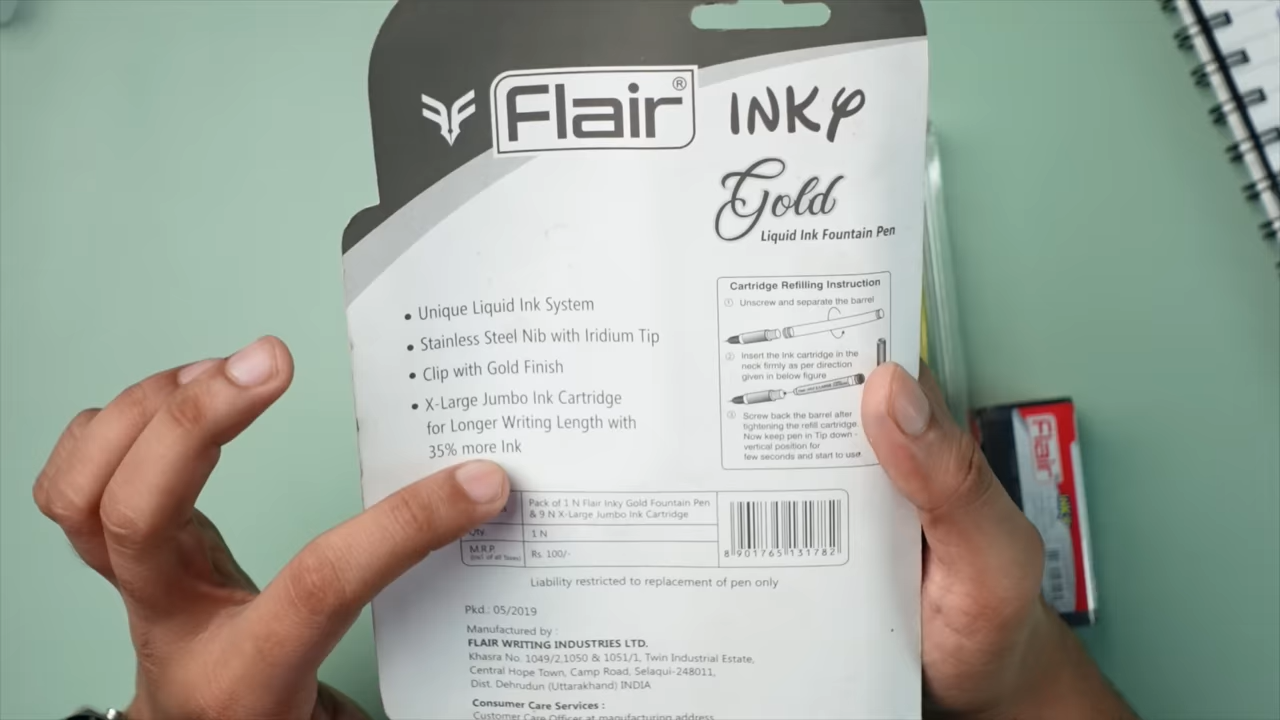 Flair® INKY
Gold
Liquid Ink Fountain Pen
• Unique Liquid Ink System
• Stainless Steel Nib with Iridium Tip
• Clip with Gold Finish
• X-Large Jumbo Ink Cartridge
for Longer Writing Length with
35% more Ink
Cartridge Refilling Instruction
① Unscrew and separate the barrel
② Insert the Ink cartridge in the
neck firmly as per direction
given in below figure
③ Screw back the barrel after
tightening the refill cartridge.
Now keep pen in Tip down -
vertical position for
few seconds and start to use.
Pack of 1 N Flair Inky Gold Fountain Pen
& 9 N X-Large Jumbo Ink Cartridge
Qty. 1 N
M.R.P. Rs. 100/-
(Incl. of all Taxes)
8 901765 131782
Liability restricted to replacement of pen only
Pkd.: 05/2019
Manufactured by :
FLAIR WRITING INDUSTRIES LTD.
Khasra No. 1049/2,1050 & 1051/1, Twin Industrial Estate,
Central Hope Town, Camp Road, Selaqui-248011,
Dist. Dehrudun (Uttarakhand) INDIA
Consumer Care Services :
Customer Care Officer at manufacturing address
Flair